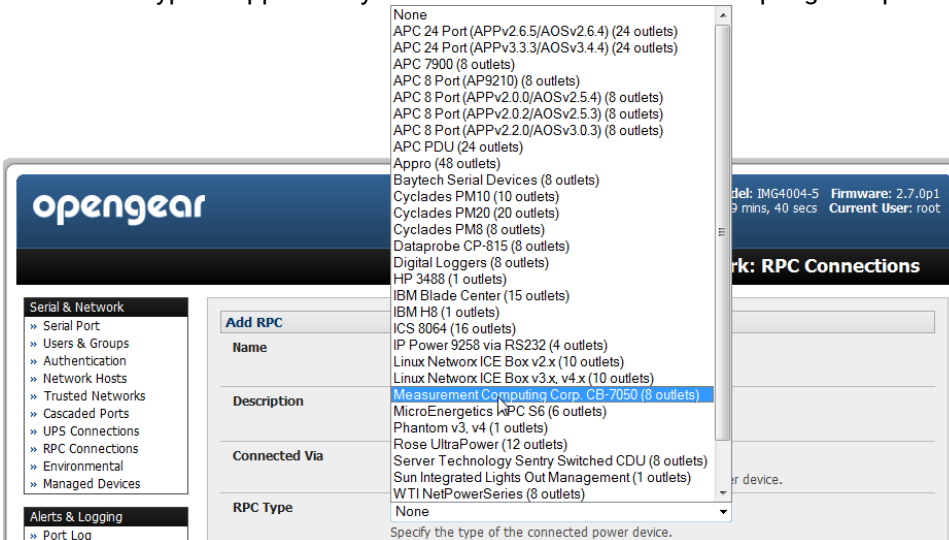 None
APC 24 Port (APPv2.6.5/AOSv2.6.4) (24 outlets)
APC 24 Port (APPv3.3.3/AOSv3.4.4) (24 outlets)
APC 7900 (8 outlets)
APC 8 Port (AP9210) (8 outlets)
APC 8 Port (APPv2.0.0/AOSv2.5.4) (8 outlets)
APC 8 Port (APPv2.0.2/AOSv2.5.3) (8 outlets)
APC 8 Port (APPv2.2.0/AOSv3.0.3) (8 outlets)
APC PDU (24 outlets)
Appro (48 outlets)
Baytech Serial Devices (8 outlets)
Cyclades PM10 (10 outlets)
Cyclades PM20 (20 outlets)
Cyclades PM8 (8 outlets)
Dataprobe CP-815 (8 outlets)
Digital Loggers (8 outlets)
HP 3488 (1 outlets)
IBM Blade Center (15 outlets)
IBM H8 (1 outlets)
ICS 8064 (16 outlets)
IP Power 9258 via RS232 (4 outlets)
Linux Networx ICE Box v2.x (10 outlets)
Linux Networx ICE Box v3.x, v4.x (10 outlets)
Measurement Computing Corp. CB-7050 (8 outlets)
MicroEnergetics RPC S6 (6 outlets)
Phantom v3, v4 (1 outlets)
Rose UltraPower (12 outlets)
Server Technology Sentry Switched CDU (8 outlets)
Sun Integrated Lights Out Management (1 outlets)
WTI NetPowerSeries (8 outlets)
opengear
del: IMG4004-5 Firmware: 2.7.0p1
9 mins, 40 secs Current User: root
rk: RPC Connections
Serial & Network
» Serial Port
» Users & Groups
» Authentication
» Network Hosts
» Trusted Networks
» Cascaded Ports
» UPS Connections
» RPC Connections
» Environmental
» Managed Devices
Alerts & Logging
» Port Log
Add RPC
Name
Description
Connected Via
er device.
RPC Type
None
Specify the type of the connected power device.